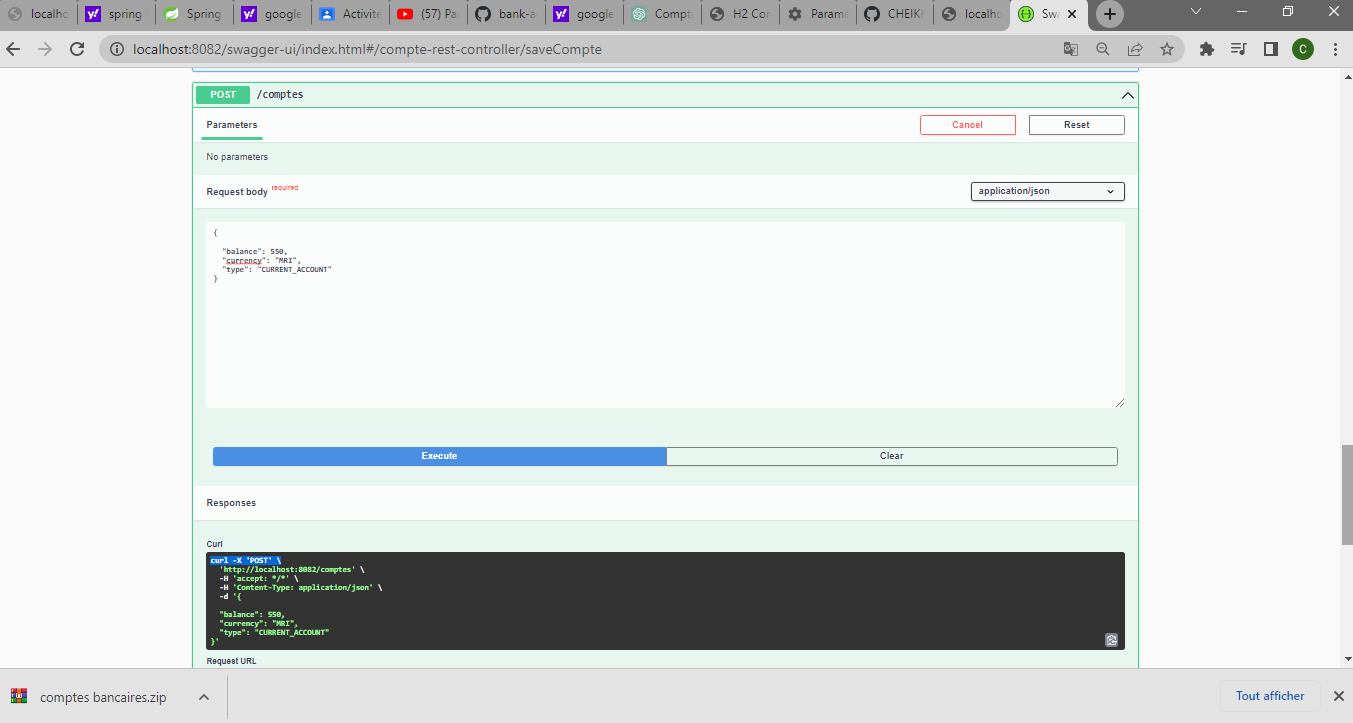 localho
spring
Spring
google
Activité
(57) Pa
bank-a
google
Compt
H2 Con
Parame
CHEIKH
localho
Swa
localhost:8082/swagger-ui/index.html#/compte-rest-controller/saveCompte
C
POST /comptes
Parameters
Cancel
Reset
No parameters
Request body required
application/json
{
"balance": 550,
"currency": "MRI",
"type": "CURRENT_ACCOUNT"
}
Execute
Clear
Responses
Curl
curl -X 'POST' \
'http://localhost:8082/comptes' \
-H 'accept: */*' \
-H 'Content-Type: application/json' \
-d '{
"balance": 550,
"currency": "MRI",
"type": "CURRENT_ACCOUNT"
}'
Request URL
comptes bancaires.zip
Tout afficher